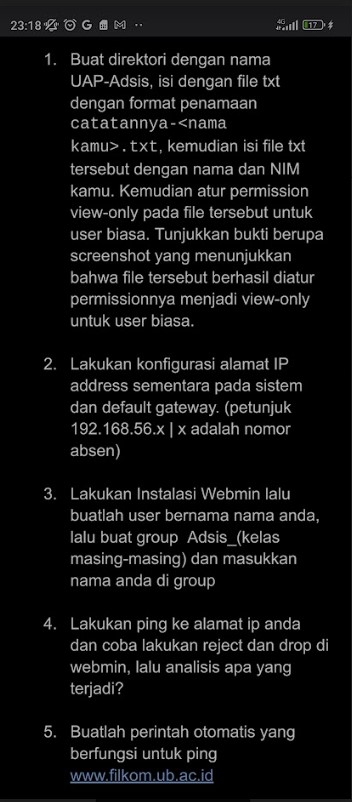 23:18
4G
17
1. Buat direktori dengan nama
UAP-Adsis, isi dengan file txt
dengan format penamaan
catatannya-<nama
kamu>.txt, kemudian isi file txt
tersebut dengan nama dan NIM
kamu. Kemudian atur permission
view-only pada file tersebut untuk
user biasa. Tunjukkan bukti berupa
screenshot yang menunjukkan
bahwa file tersebut berhasil diatur
permissionnya menjadi view-only
untuk user biasa.
2. Lakukan konfigurasi alamat IP
address sementara pada sistem
dan default gateway. (petunjuk
192.168.56.x | x adalah nomor
absen)
3. Lakukan Instalasi Webmin lalu
buatlah user bernama nama anda,
lalu buat group Adsis_(kelas
masing-masing) dan masukkan
nama anda di group
4. Lakukan ping ke alamat ip anda
dan coba lakukan reject dan drop di
webmin, lalu analisis apa yang
terjadi?
5. Buatlah perintah otomatis yang
berfungsi untuk ping
www.filkom.ub.ac.id